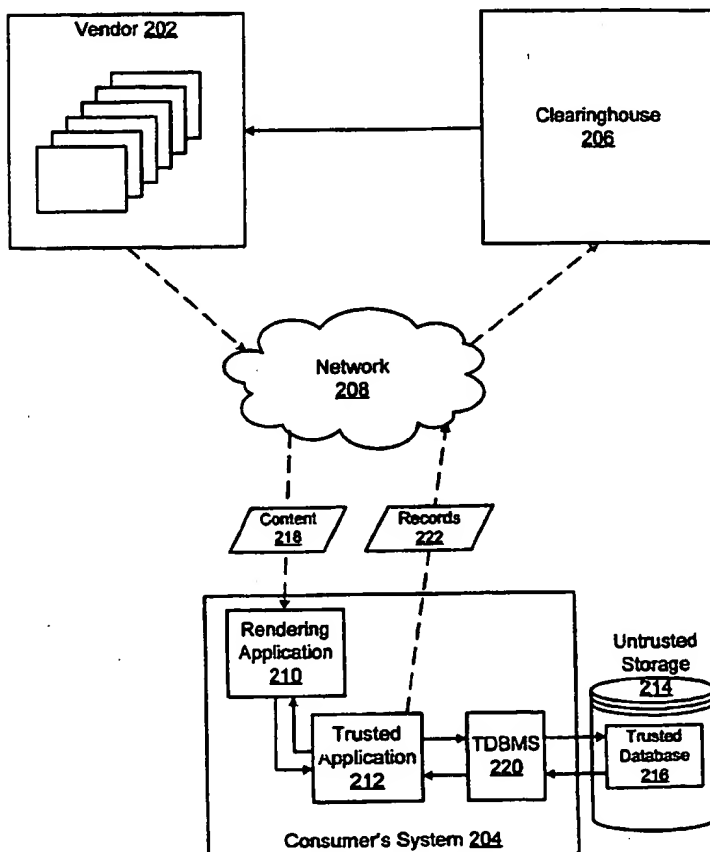 Vendor 202
Clearinghouse
206
Network
208
Content
218
Records
222
Rendering
Application
210
Trusted
Application
212
TDBMS
220
Untrusted
Storage
214
Trusted
Database
216
Consumer's System 204